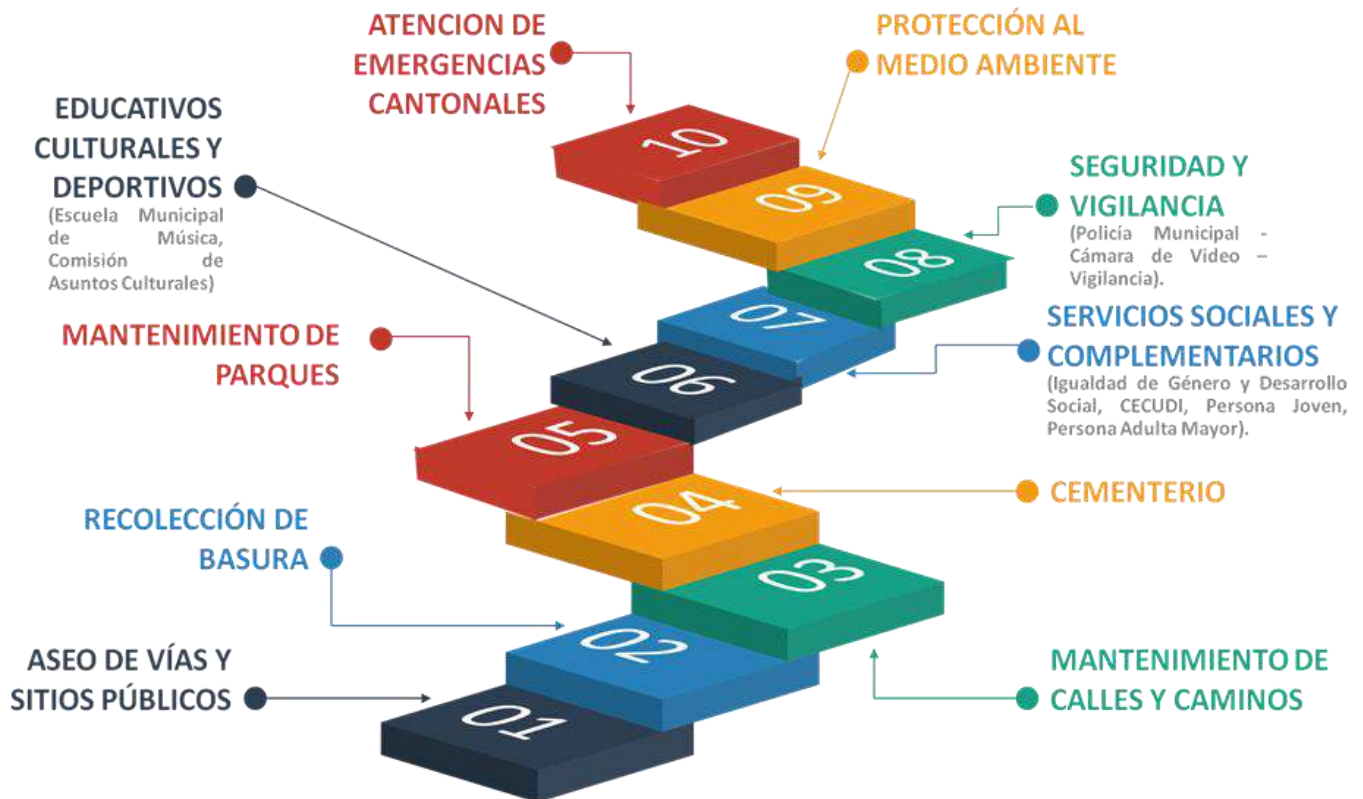 ATENCION DE
EMERGENCIAS
CANTONALES
PROTECCIÓN AL
MEDIO AMBIENTE
EDUCATIVOS
CULTURALES Y
DEPORTIVOS
(Escuela Municipal
de Música,
Comisión de
Asuntos Culturales)
SEGURIDAD Y
VIGILANCIA
(Policía Municipal -
Cámara de Video –
Vigilancia).
MANTENIMIENTO DE
PARQUES
SERVICIOS SOCIALES Y
COMPLEMENTARIOS
(Igualdad de Género y Desarrollo
Social, CECUDI, Persona Joven,
Persona Adulta Mayor).
RECOLECCIÓN DE
BASURA
CEMENTERIO
ASEO DE VÍAS Y
SITIOS PÚBLICOS
MANTENIMIENTO DE
CALLES Y CAMINOS
10
09
08
07
06
05
04
03
02
01